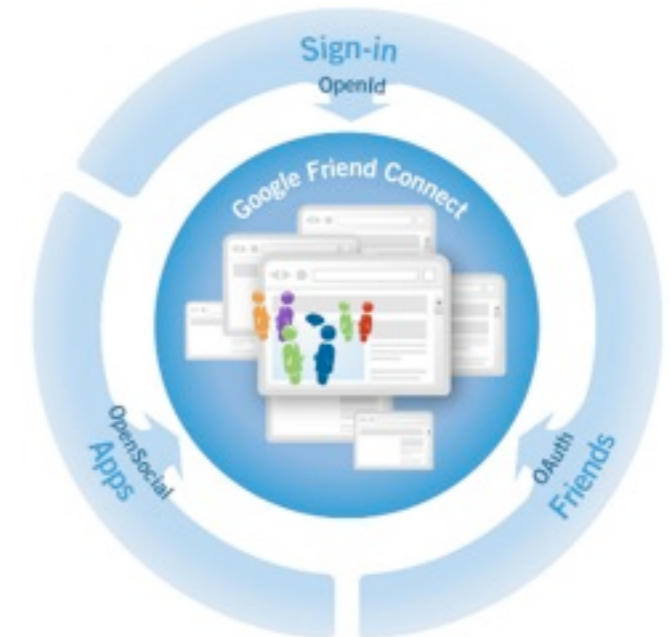 Sign-in
OpenId
Google Friend Connect
OpenSocial
Apps
OAuth
Friends